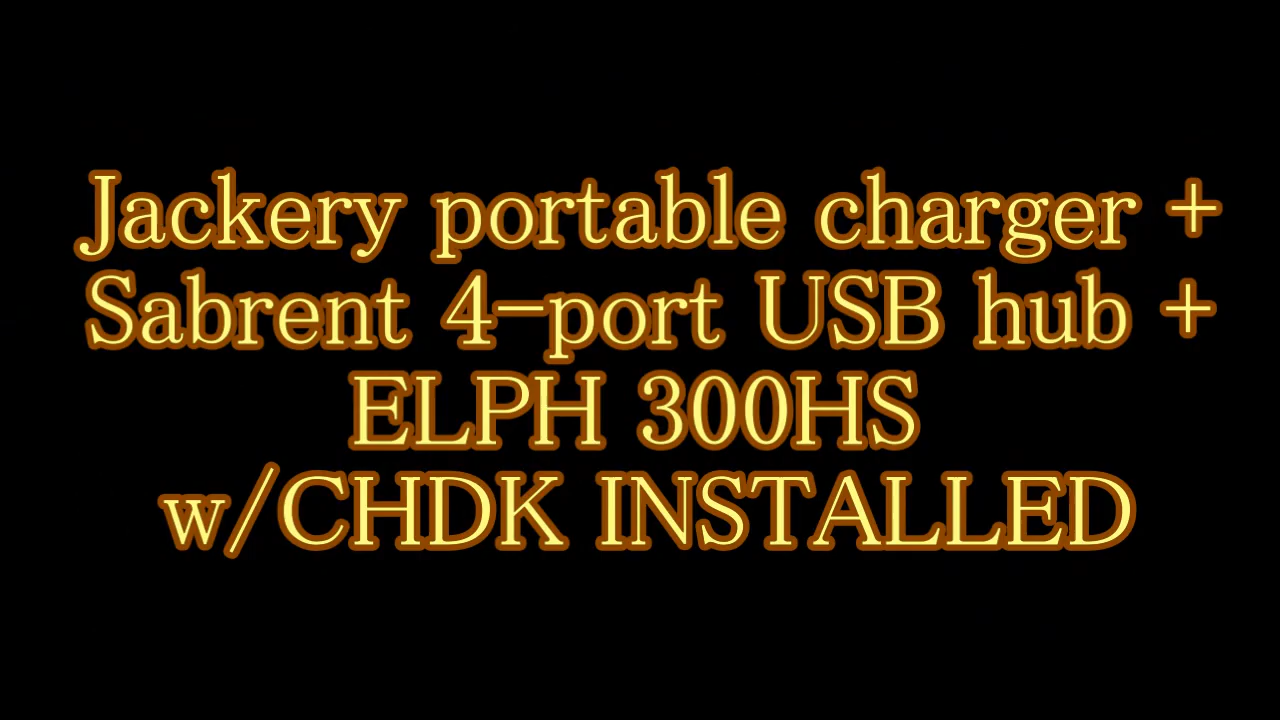 Jackery portable charger +
Sabrent 4-port USB hub +
ELPH 300HS
w/CHDK INSTALLED